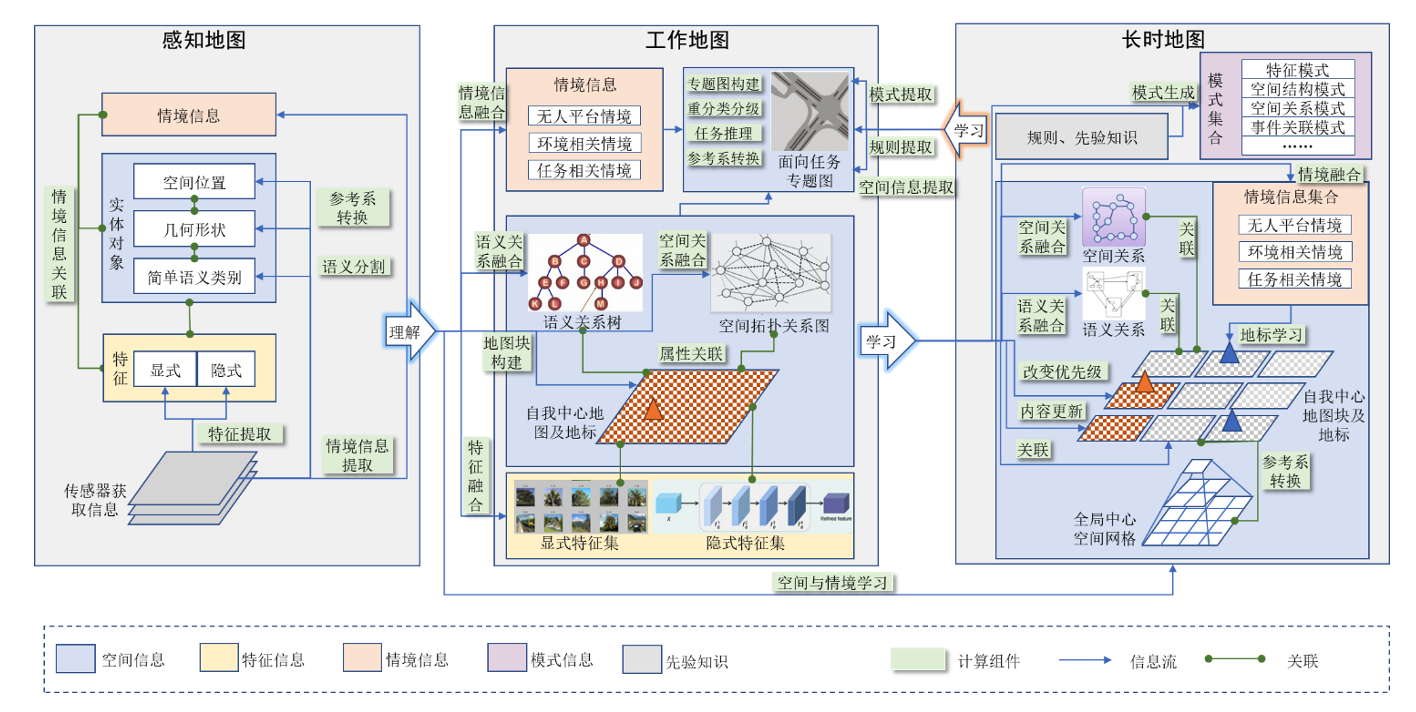 感知地图
情境信息
实体对象
空间位置
几何形状
简单语义类别
情境信息关联
参考系
转换
语义分割
特征
显式
隐式
特征提取
情境信息
提取
传感器获
取信息
理解
工作地图
情境信
息融合
情境信息
无人平台情境
环境相关情境
任务相关情境
专题图构建
重分类分级
任务推理
参考系转换
面向任务
专题图
模式提取
规则提取
空间信息提取
学习
语义关
系融合
A
B
C
D
E
F
G
H
I
J
K
L
M
语义关系树
空间关
系融合
空间拓扑关系图
地图块
构建
属性关联
自我中心地
图及地标
特征融合
显式特征集
X
Refined feature
隐式特征集
学习
空间与情境学习
长时地图
模式生成
模式集合
特征模式
空间结构模式
空间关系模式
事件关联模式
……
规则、先验知识
情境融合
情境信息集合
无人平台情境
环境相关情境
任务相关情境
空间关
系融合
空间关系
关联
语义关
系融合
语义关系
关联
地标学习
改变优先级
内容更新
关联
自我中心
地图块及
地标
参考系
转换
全局中心
空间网格
空间信息
特征信息
情境信息
模式信息
先验知识
计算组件
信息流
关联